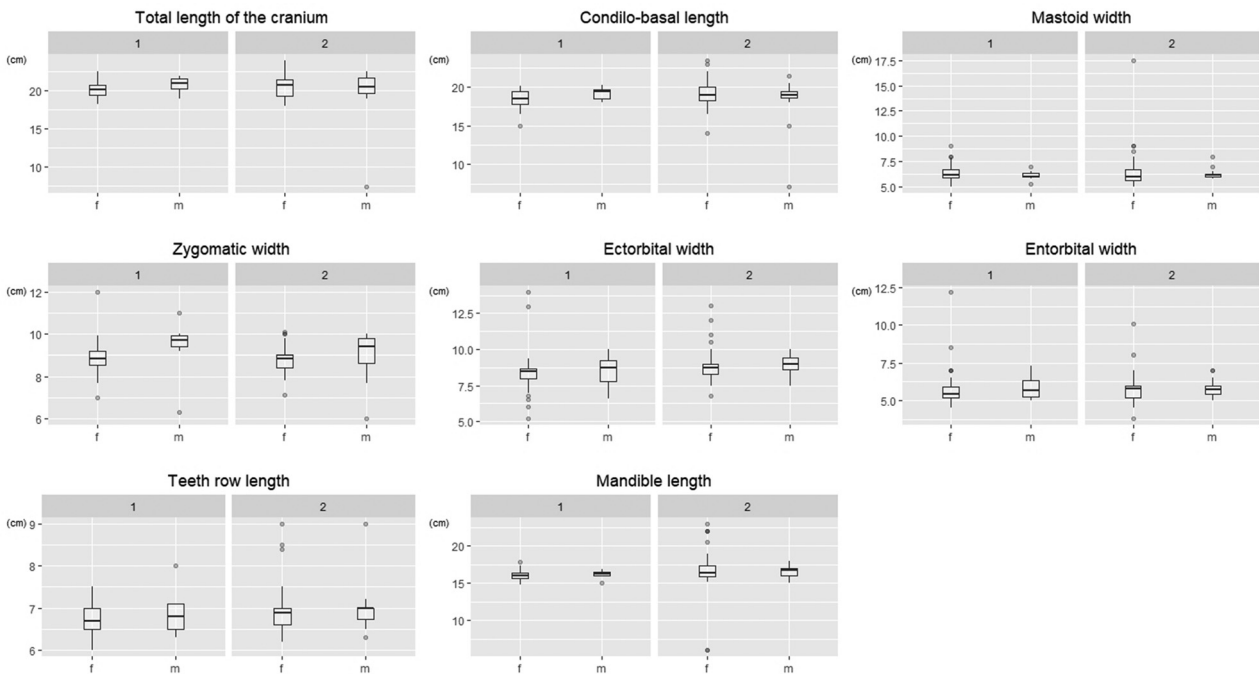 Total length of the cranium
1 2
(cm)
20
15
10
f m f m
Condilo-basal length
1 2
(cm)
20
15
10
f m f m
Mastoid width
1 2
(cm)
17.5
15.0
12.5
10.0
7.5
5.0
f m f m
Zygomatic width
1 2
(cm)
12
10
8
6
f m f m
Ectorbital width
1 2
(cm)
12.5
10.0
7.5
5.0
f m f m
Entorbital width
1 2
(cm)
12.5
10.0
7.5
5.0
f m f m
Teeth row length
1 2
(cm) 9
8
7
6
f m f m
Mandible length
1 2
(cm)
20
15
10
f m f m